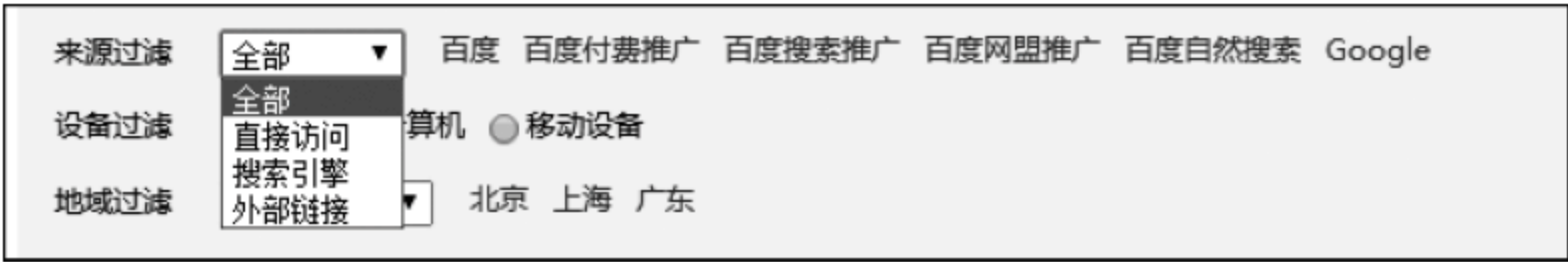 来源过滤 全部 ▼ 百度 百度付费推广 百度搜索推广 百度网盟推广 百度自然搜索 Google
全部
设备过滤 算机 移动设备
直接访问
搜索引擎
地域过滤 ▼ 北京 上海 广东
外部链接